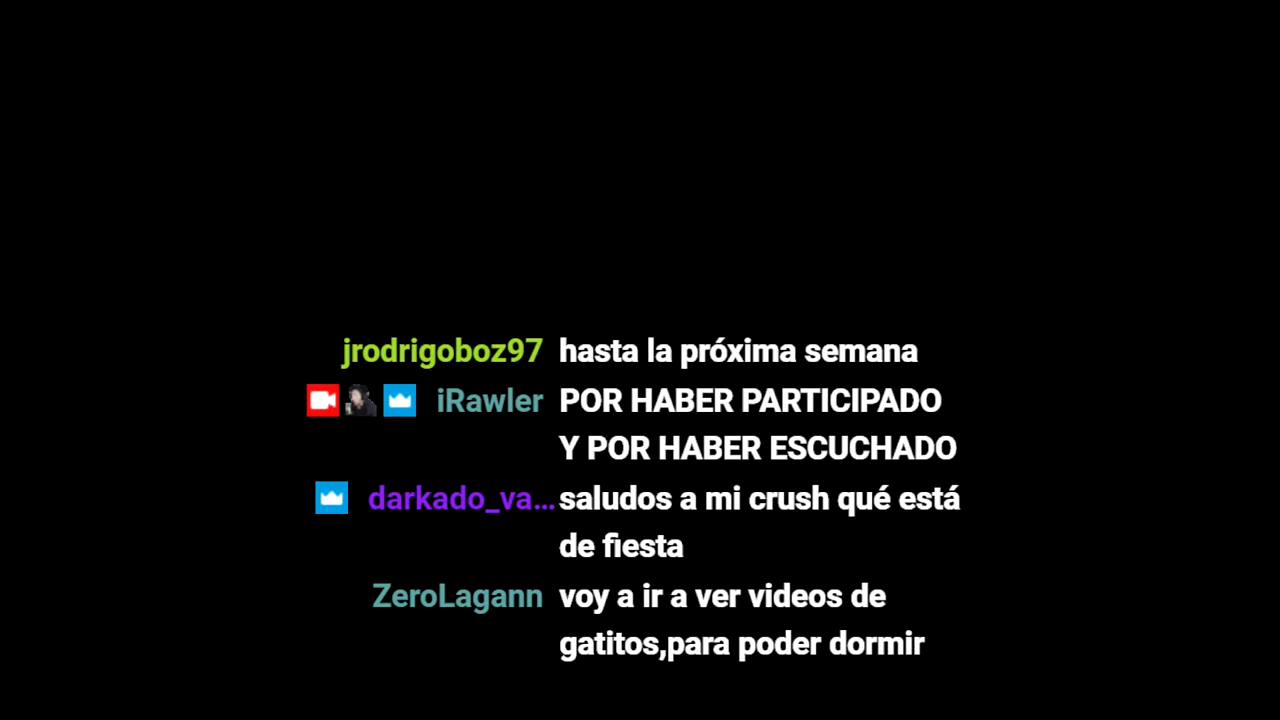 jrodrigoboz97 hasta la próxima semana
iRawler POR HABER PARTICIPADO
Y POR HABER ESCUCHADO
darkado_va... saludos a mi crush qué está
de fiesta
ZeroLagann voy a ir a ver videos de
gatitos,para poder dormir